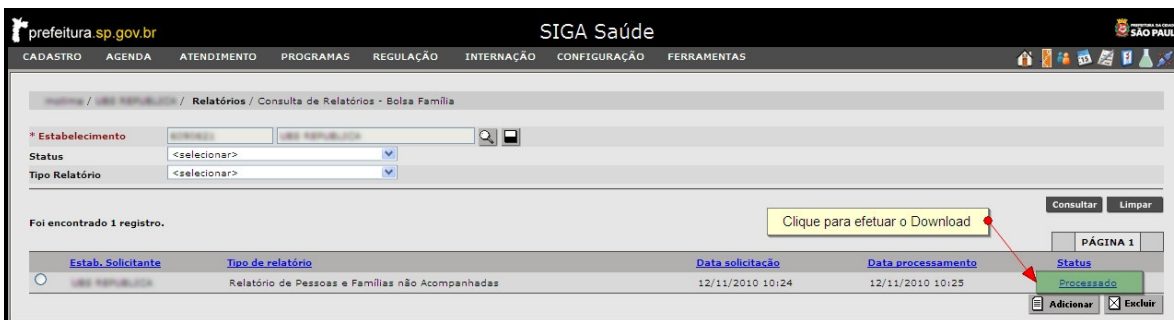 prefeitura.sp.gov.br SIGA Saúde SÃO PAUL
CADASTRO AGENDA ATENDIMENTO PROGRAMAS REGULAÇÃO INTERNAÇÃO CONFIGURAÇÃO FERRAMENTAS
/ / Relatórios / Consulta de Relatórios - Bolsa Família
* Estabelecimento
Status <selecionar>
Tipo Relatório <selecionar>
Consultar Limpar
Foi encontrado 1 registro. Clique para efetuar o Download
PÁGINA 1
Estab. Solicitante Tipo de relatório Data solicitação Data processamento Status
Relatório de Pessoas e Famílias não Acompanhadas 12/11/2010 10:24 12/11/2010 10:25 Processado
Adicionar Excluir